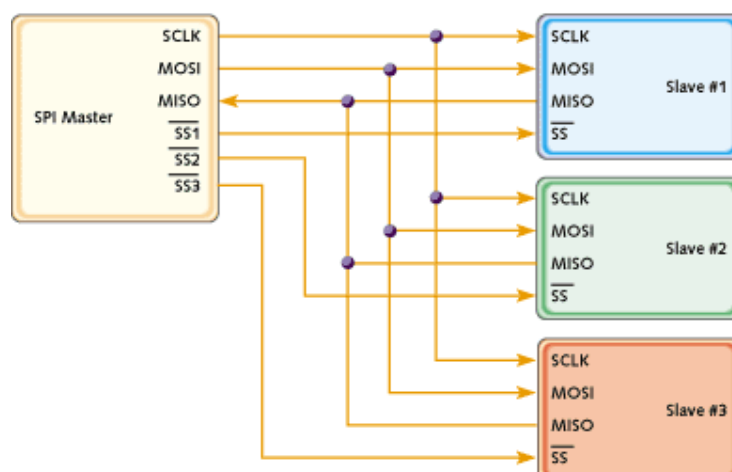 SPI Master
SCLK
MOSI
MISO
SS1
SS2
SS3
SCLK
MOSI
MISO
SS
Slave #1
SCLK
MOSI
MISO
SS
Slave #2
SCLK
MOSI
MISO
SS
Slave #3